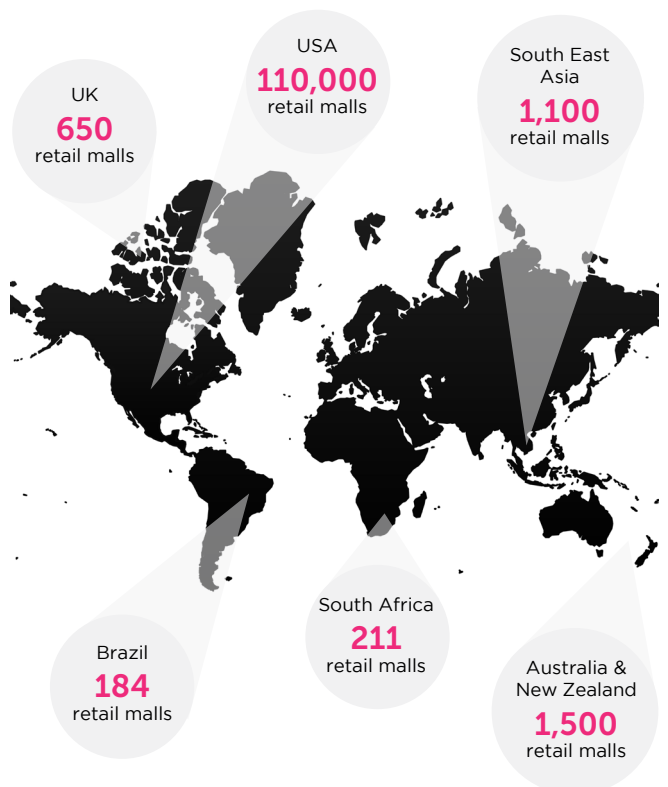 USA
110,000
retail malls
South East
Asia
1,100
retail malls
UK
650
retail malls
South Africa
211
retail malls
Brazil
184
retail malls
Australia &
New Zealand
1,500
retail malls